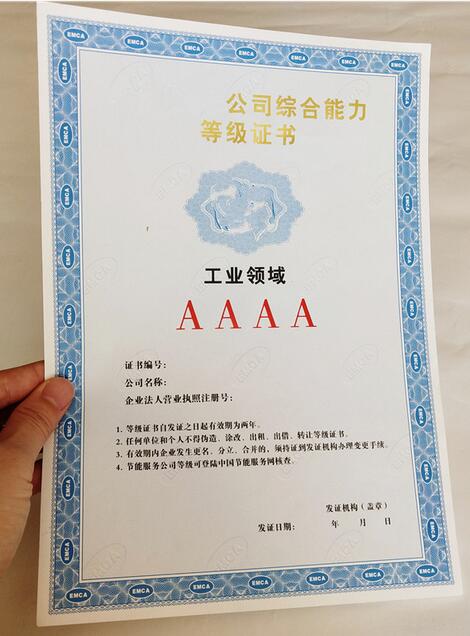 公司综合能力
等级证书
工业领域
AAAA
证书编号:
公司名称:
企业法人营业执照注册号:
1. 等级证书自发证之日起有效期为两年。
2. 任何单位和个人不得伪造、涂改、出租、出借、转让等级证书。
3. 有效期内企业发生更名、分立、合并的，须持证到发证机构办理变更手续。
4. 节能服务公司等级可登陆中国节能服务网核查。
发证机构（盖章）
发证日期: 年 月 日
EMCA